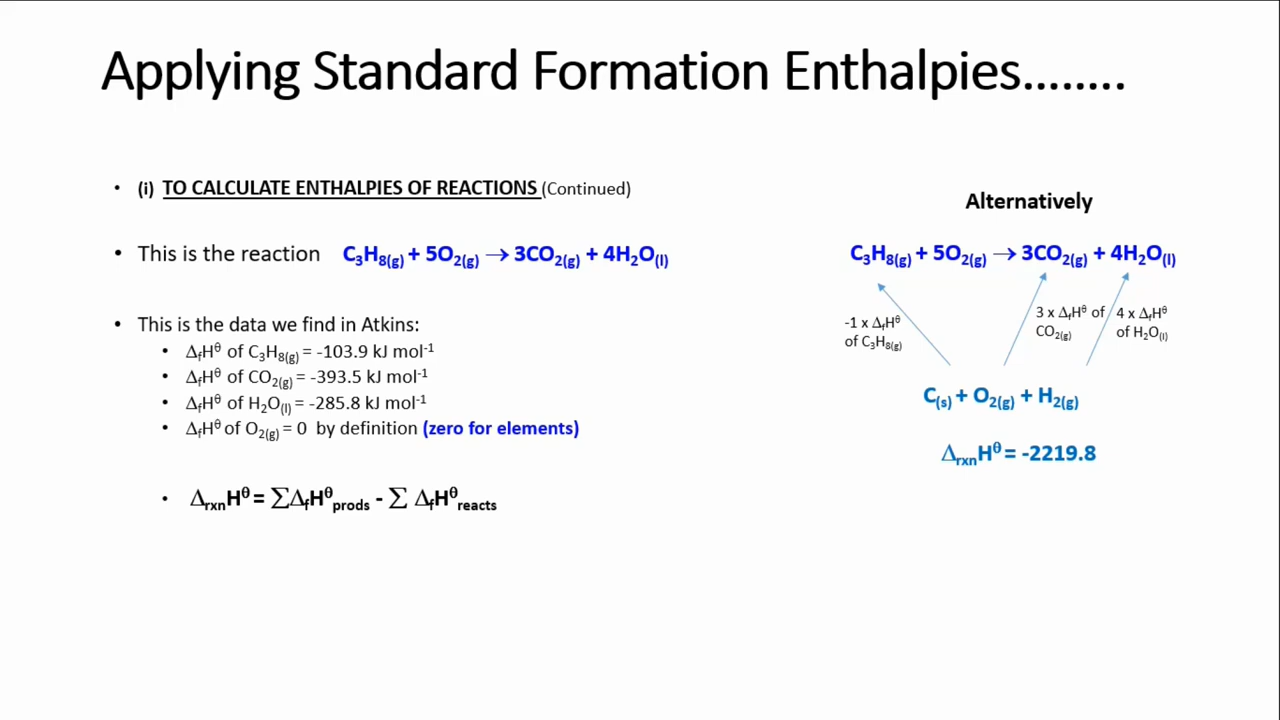 Applying Standard Formation Enthalpies........
• (i) TO CALCULATE ENTHALPIES OF REACTIONS (Continued)
• This is the reaction C₃H₈(g) + 5O₂(g) → 3CO₂(g) + 4H₂O(l)
• This is the data we find in Atkins:
• ΔfHᶿ of C₃H₈(g) = -103.9 kJ mol⁻¹
• ΔfHᶿ of CO₂(g) = -393.5 kJ mol⁻¹
• ΔfHᶿ of H₂O(l) = -285.8 kJ mol⁻¹
• ΔfHᶿ of O₂(g) = 0 by definition (zero for elements)
• ΔrxnHᶿ = ∑ΔfHᶿprods - ∑ ΔfHᶿreacts
Alternatively
C₃H₈(g) + 5O₂(g) → 3CO₂(g) + 4H₂O(l)
-1 x ΔfHᶿ
of C₃H₈(g)
3 x ΔfHᶿ of
CO₂(g)
4 x ΔfHᶿ
of H₂O(l)
C(s) + O₂(g) + H₂(g)
ΔrxnHᶿ = -2219.8